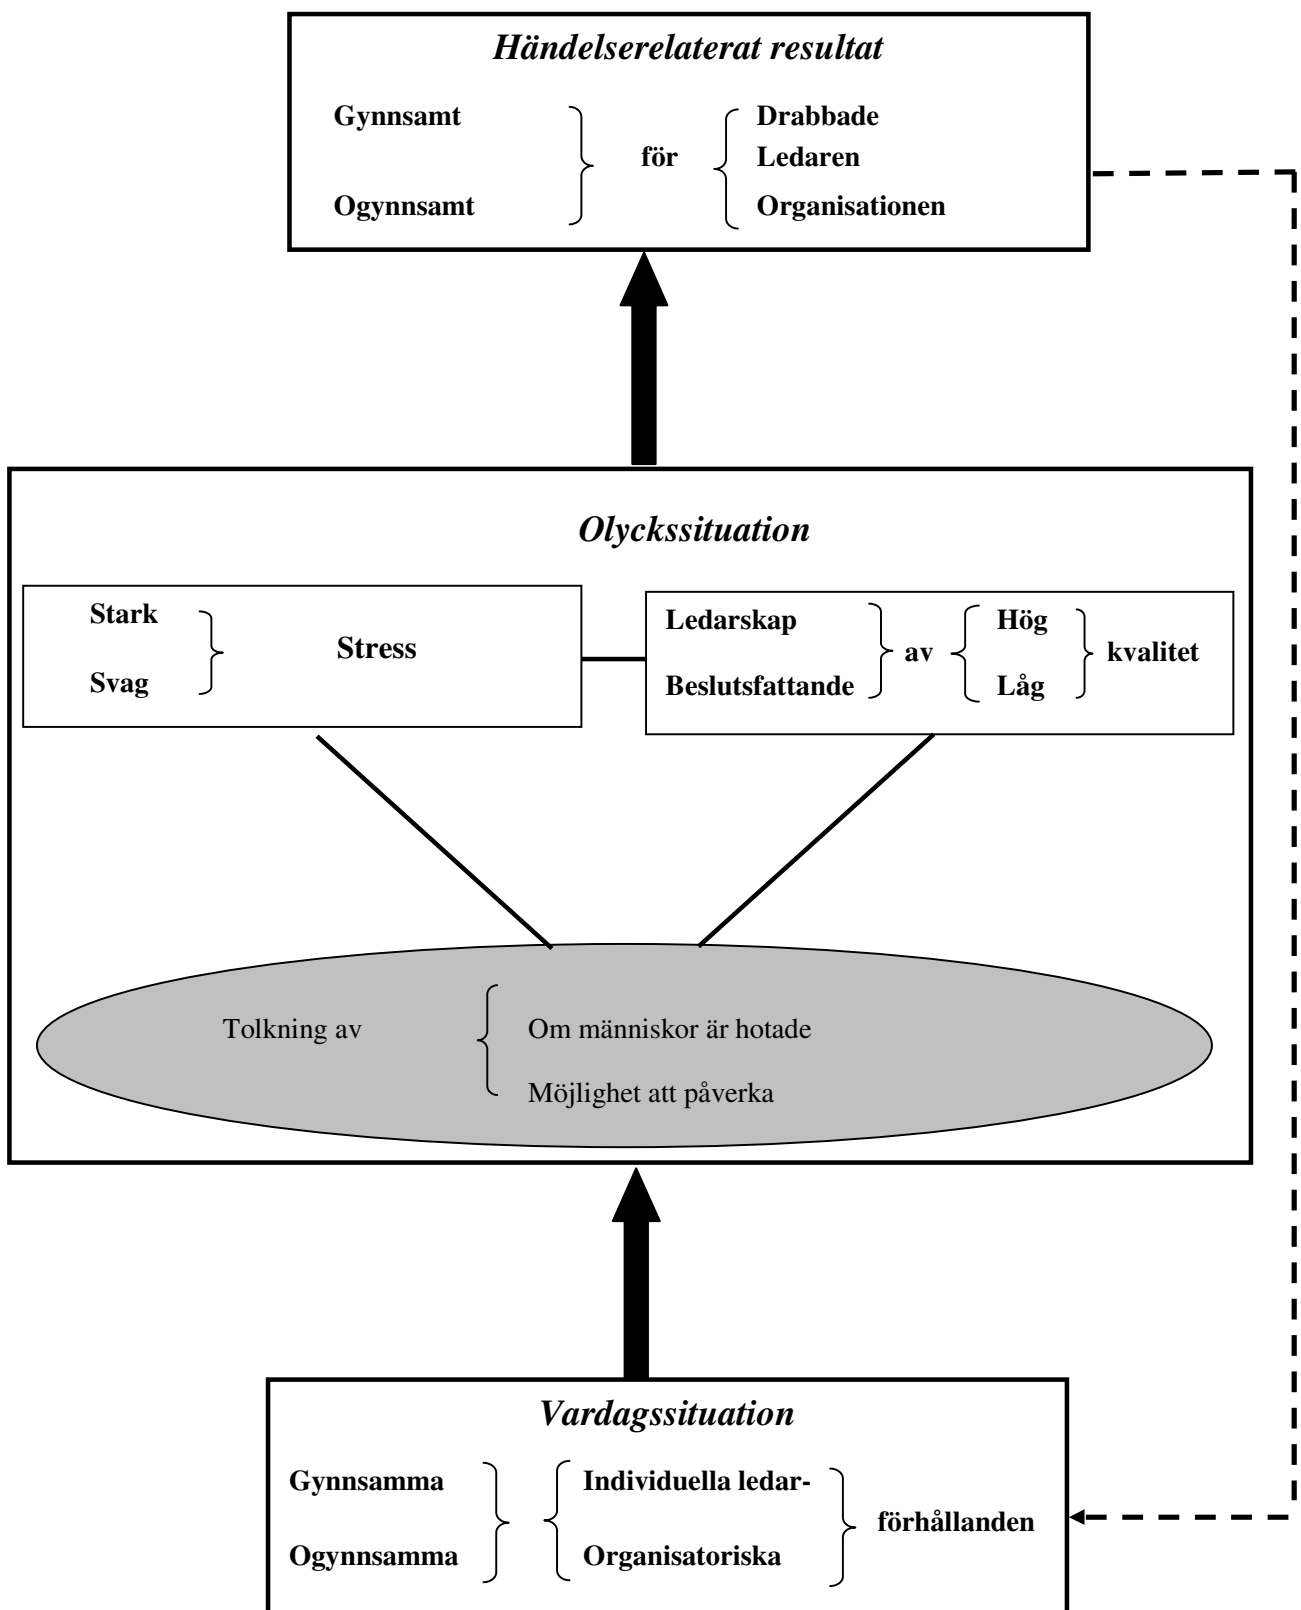 Händelserelaterat resultat
Gynnsamt
Ogynnsamt
för
Drabbade
Ledaren
Organisationen
Olyckssituation
Stark
Svag
Stress
Ledarskap
Beslutsfattande
av
Hög
Låg
kvalitet
Tolkning av
Om människor är hotade
Möjlighet att påverka
Vardagssituation
Gynnsamma
Ogynnsamma
Individuella ledar-
Organisatoriska
förhållanden